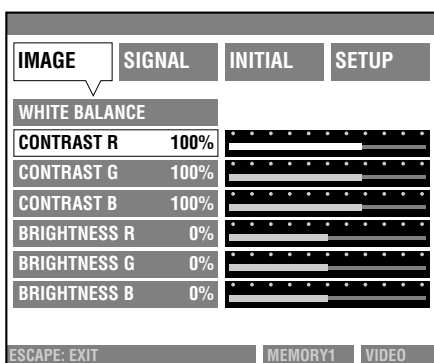 IMAGE SIGNAL INITIAL SETUP
WHITE BALANCE
CONTRAST R 100%
CONTRAST G 100%
CONTRAST B 100%
BRIGHTNESS R 0%
BRIGHTNESS G 0%
BRIGHTNESS B 0%
ESCAPE: EXIT MEMORY1 VIDEO